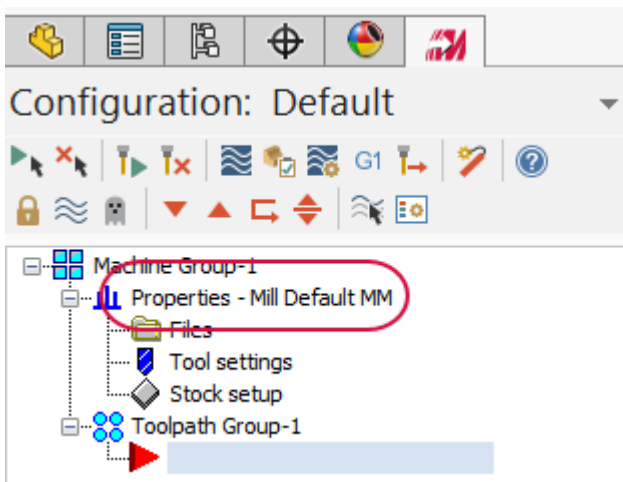 Configuration: Default
G1
Machine Group-1
Properties - Mill Default MM
Files
Tool settings
Stock setup
Toolpath Group-1